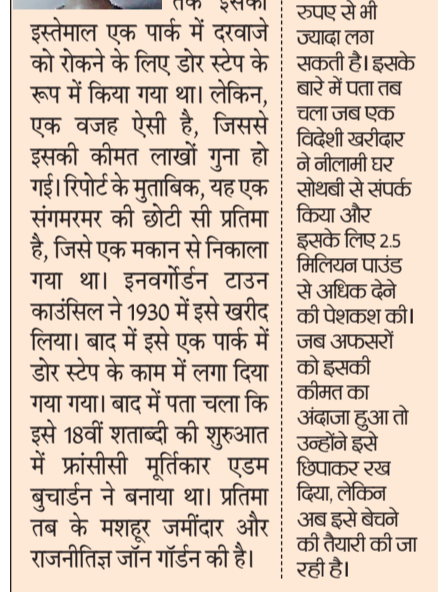 तक इसका
इस्तेमाल एक पार्क में दरवाजे
को रोकने के लिए डोर स्टेप के
रूप में किया गया था। लेकिन,
एक वजह ऐसी है, जिससे
इसकी कीमत लाखों गुना हो
गई। रिपोर्ट के मुताबिक, यह एक
संगमरमर की छोटी सी प्रतिमा
है, जिसे एक मकान से निकाला
गया था। इनवर्गोर्डन टाउन
काउंसिल ने 1930 में इसे खरीद
लिया। बाद में इसे एक पार्क में
डोर स्टेप के काम में लगा दिया
गया गया। बाद में पता चला कि
इसे 18वीं शताब्दी की शुरुआत
में फ्रांसीसी मूर्तिकार एडम
बुचार्डन ने बनाया था। प्रतिमा
तब के मशहूर जमींदार और
राजनीतिज्ञ जॉन गॉर्डन की है।
रुपए से भी
ज्यादा लग
सकती है। इसके
बारे में पता तब
चला जब एक
विदेशी खरीदार
ने नीलामी घर
सोथबी से संपर्क
किया और
इसके लिए 2.5
मिलियन पाउंड
से अधिक देने
की पेशकश की।
जब अफसरों
को इसकी
कीमत का
अंदाजा हुआ तो
उन्होंने इसे
छिपाकर रख
दिया, लेकिन
अब इसे बेचने
की तैयारी की जा
रही है।